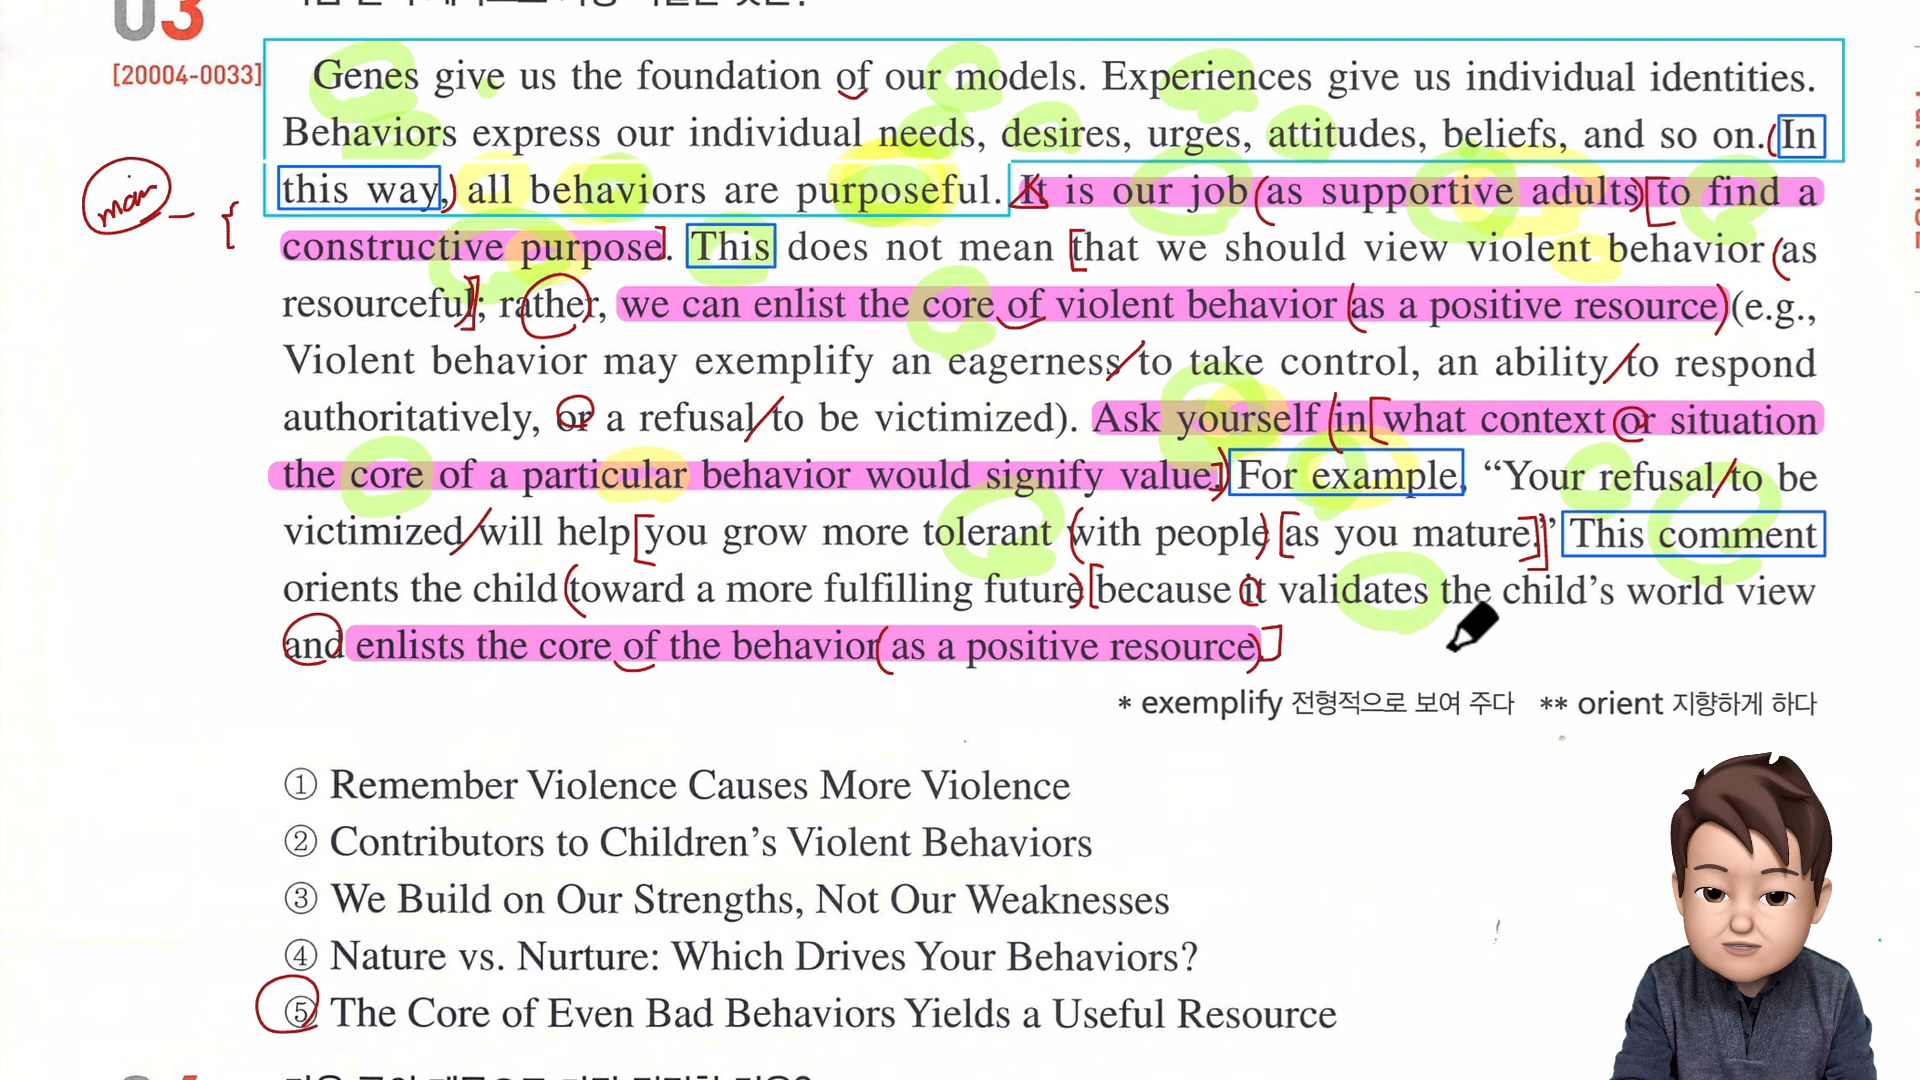 03
[20004-0033]
Genes give us the foundation of our models. Experiences give us individual identities.
Behaviors express our individual needs, desires, urges, attitudes, beliefs, and so on. In
this way, all behaviors are purposeful. It is our job as supportive adults to find a
main
constructive purpose. This does not mean that we should view violent behavior as
resourceful; rather, we can enlist the core of violent behavior as a positive resource (e.g.,
Violent behavior may exemplify an eagerness to take control, an ability to respond
authoritatively, or a refusal to be victimized). Ask yourself in what context or situation
the core of a particular behavior would signify value. For example, “Your refusal to be
victimized will help you grow more tolerant with people as you mature.” This comment
orients the child toward a more fulfilling future because it validates the child’s world view
and enlists the core of the behavior as a positive resource.
* exemplify 전형적으로 보여 주다 ** orient 지향하게 하다
① Remember Violence Causes More Violence
② Contributors to Children’s Violent Behaviors
③ We Build on Our Strengths, Not Our Weaknesses
④ Nature vs. Nurture: Which Drives Your Behaviors?
⑤ The Core of Even Bad Behaviors Yields a Useful Resource